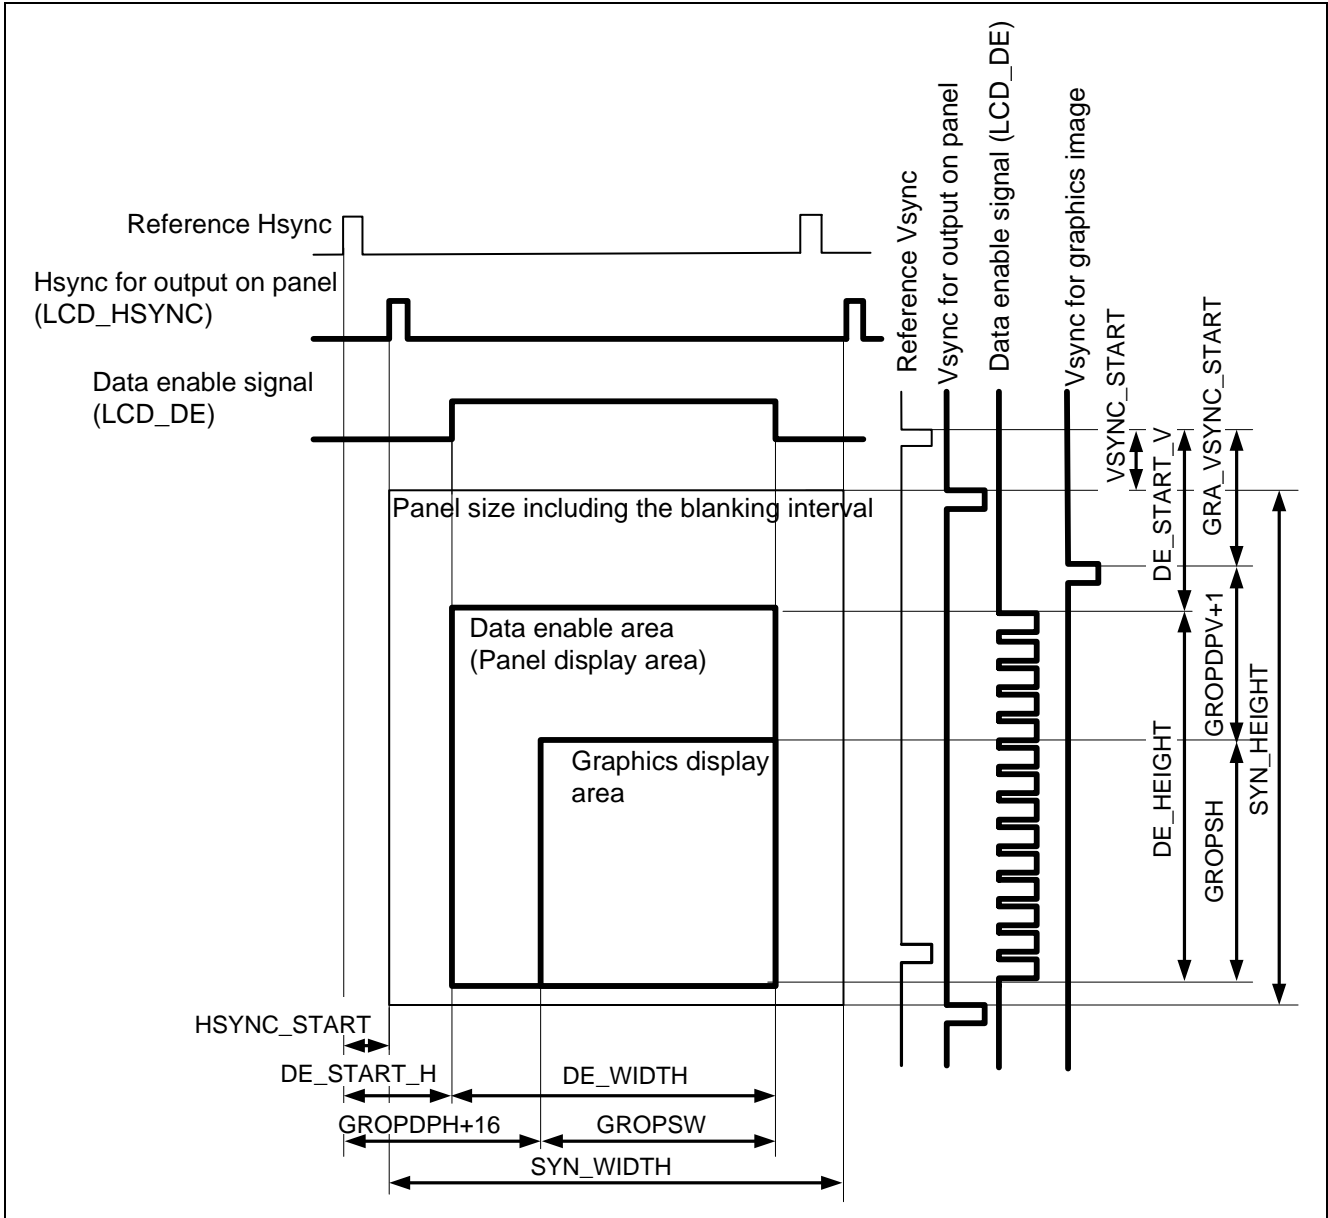 Reference Hsync
Hsync for output on panel
(LCD_HSYNC)
Data enable signal
(LCD_DE)
Reference Vsync
Vsync for output on panel
Data enable signal (LCD_DE)
Vsync for graphics image
VSYNC_START
DE_START_V
GRA_VSYNC_START
Panel size including the blanking interval
Data enable area
(Panel display area)
Graphics display
area
DE_HEIGHT
GROPDPV+1
GROPSH
SYN_HEIGHT
HSYNC_START
DE_START_H
DE_WIDTH
GROPDPH+16
GROPSW
SYN_WIDTH